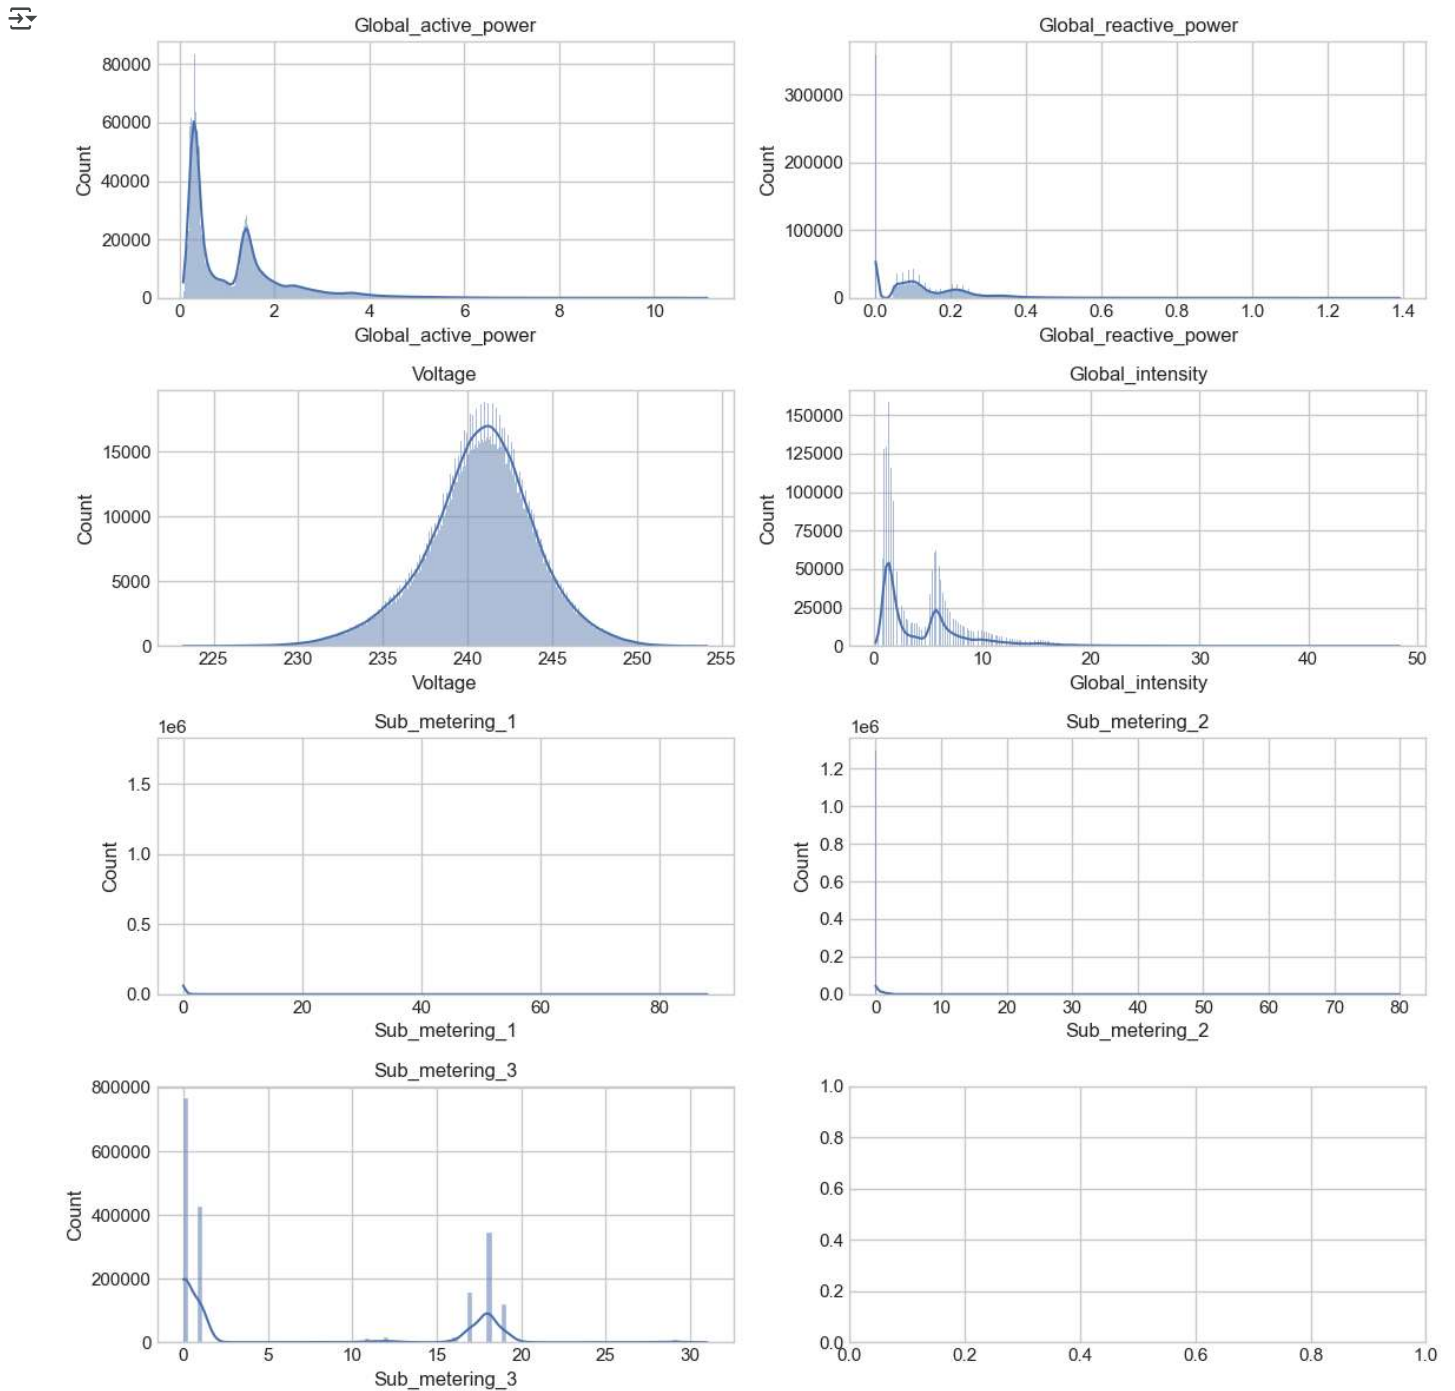 Global_active_power
Count
80000
60000
40000
20000
0
0 2 4 6 8 10
Global_active_power
Global_reactive_power
Count
300000
200000
100000
0
0.0 0.2 0.4 0.6 0.8 1.0 1.2 1.4
Global_reactive_power
Voltage
Count
15000
10000
5000
0
225 230 235 240 245 250 255
Voltage
Global_intensity
Count
150000
125000
100000
75000
50000
25000
0
0 10 20 30 40 50
Global_intensity
Sub_metering_1
1e6
Count
1.5
1.0
0.5
0.0
0 20 40 60 80
Sub_metering_1
Sub_metering_2
1e6
Count
1.2
1.0
0.8
0.6
0.4
0.2
0.0
0 10 20 30 40 50 60 70 80
Sub_metering_2
Sub_metering_3
Count
800000
600000
400000
200000
0
0 5 10 15 20 25 30
Sub_metering_3
1.0
0.8
0.6
0.4
0.2
0.0
0.0 0.2 0.4 0.6 0.8 1.0